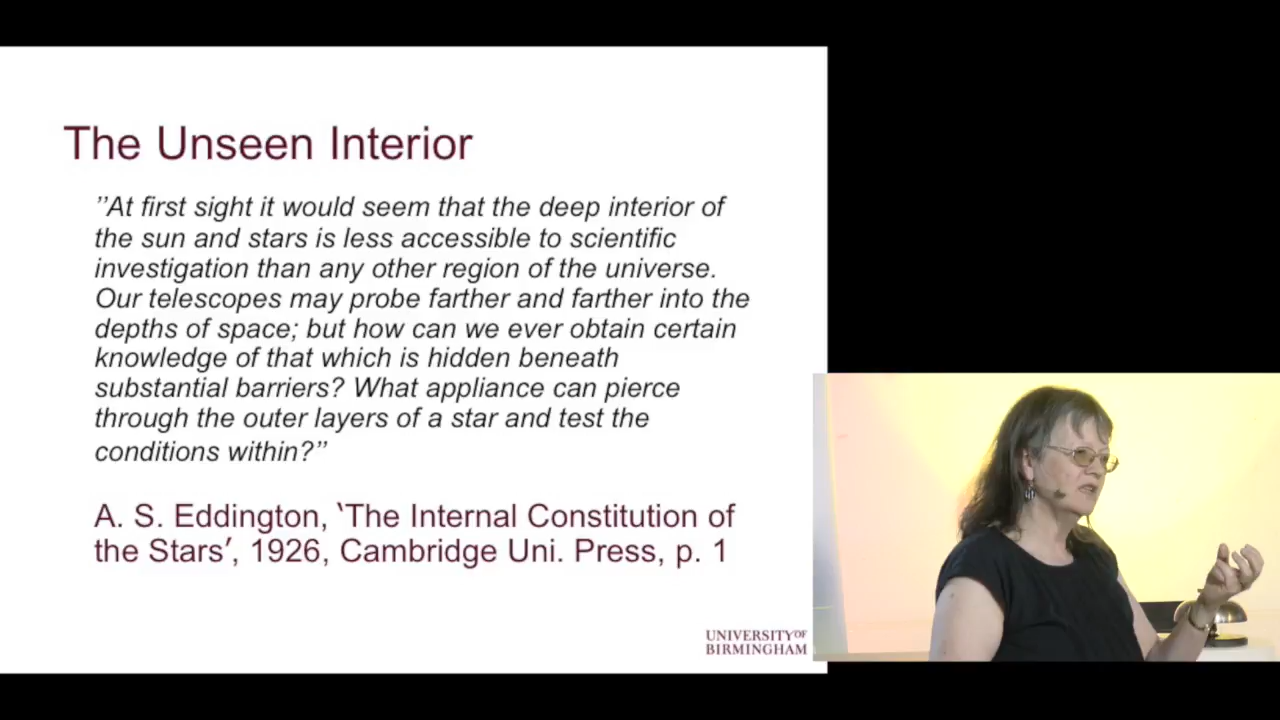 The Unseen Interior
’’At first sight it would seem that the deep interior of
the sun and stars is less accessible to scientific
investigation than any other region of the universe.
Our telescopes may probe farther and farther into the
depths of space; but how can we ever obtain certain
knowledge of that which is hidden beneath
substantial barriers? What appliance can pierce
through the outer layers of a star and test the
conditions within?’’
A. S. Eddington, ‛The Internal Constitution of
the Stars′, 1926, Cambridge Uni. Press, p. 1
UNIVERSITY OF
BIRMINGHAM